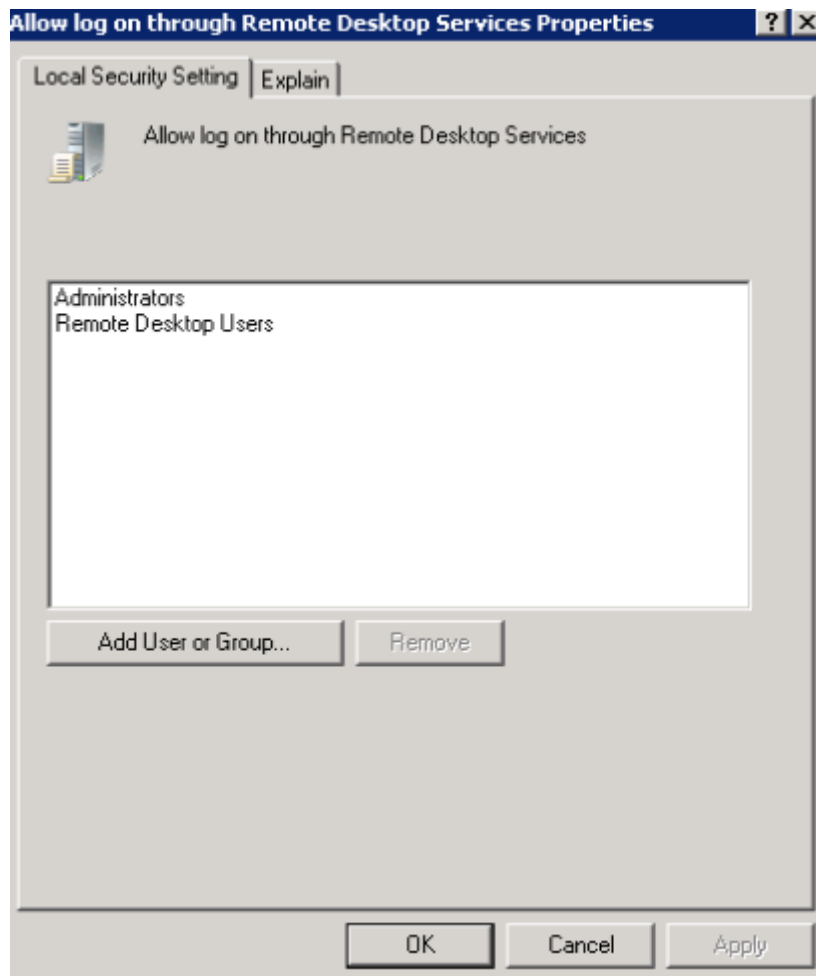 Allow log on through Remote Desktop Services Properties
Local Security Setting
Explain
Allow log on through Remote Desktop Services
Administrators
Remote Desktop Users
Add User or Group...
Remove
OK
Cancel
Apply